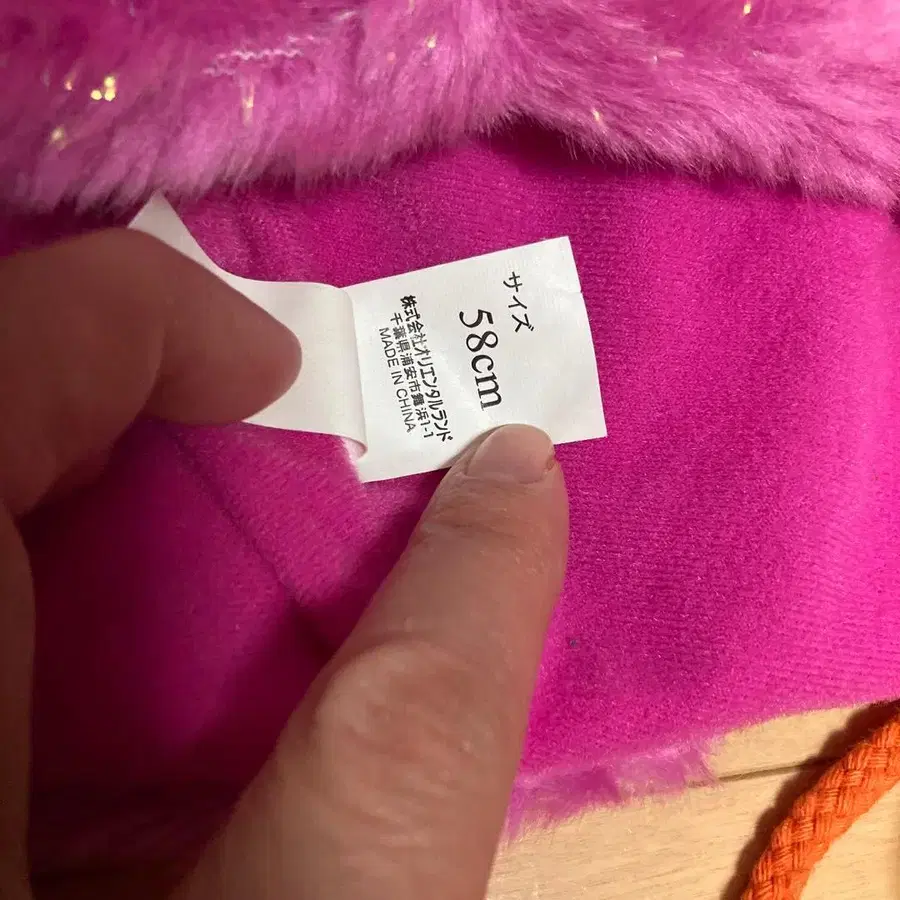 サイズ
58cm
株式会社オリエンタルランド
千葉県浦安市舞浜1-1
MADE IN CHINA